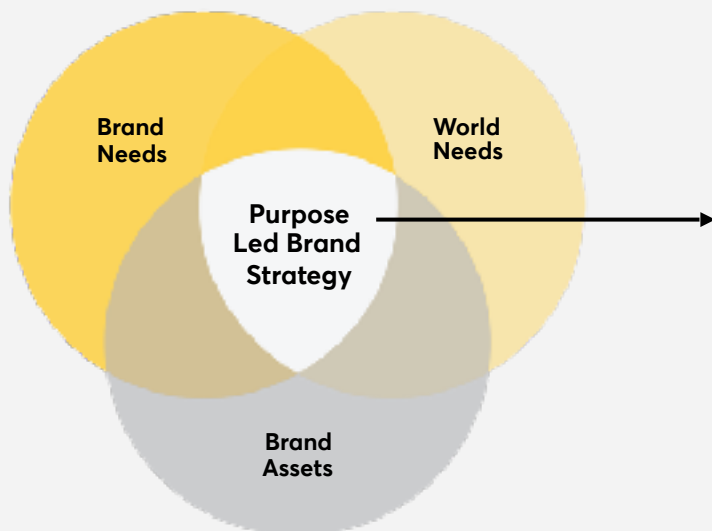 Brand
Needs
World
Needs
Purpose
Led Brand
Strategy
Brand
Assets